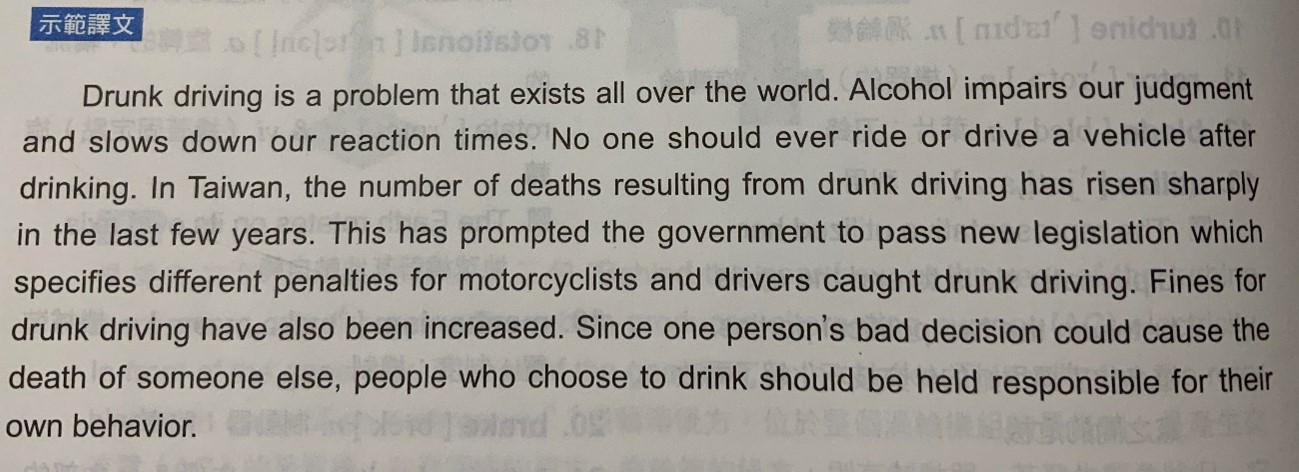 示範譯文
Drunk driving is a problem that exists all over the world. Alcohol impairs our judgment
and slows down our reaction times. No one should ever ride or drive a vehicle after
drinking. In Taiwan, the number of deaths resulting from drunk driving has risen sharply
in the last few years. This has prompted the government to pass new legislation which
specifies different penalties for motorcyclists and drivers caught drunk driving. Fines for
drunk driving have also been increased. Since one person's bad decision could cause the
death of someone else, people who choose to drink should be held responsible for their
own behavior.